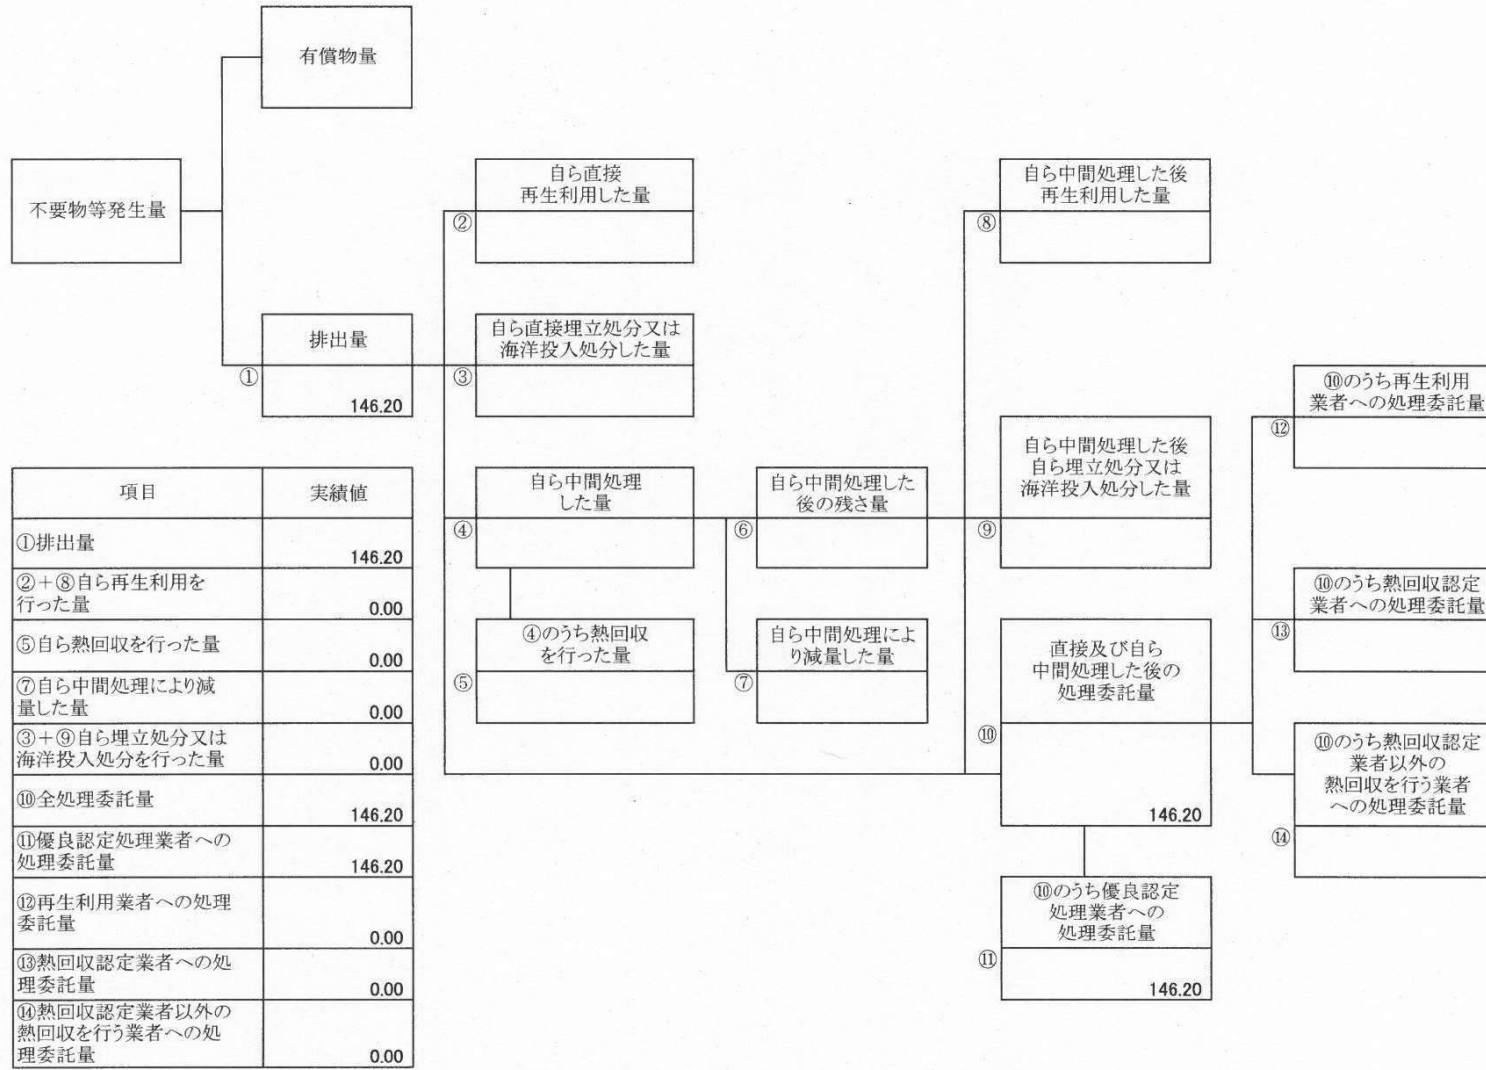 有償物量
不要物等発生量
排出量
①
146.20
自ら直接
再生利用した量
②
自ら直接埋立処分又は
海洋投入処分した量
③
自ら中間処理
した量
④
④のうち熱回収
を行った量
⑤
自ら中間処理した
後の残さ量
⑥
自ら中間処理によ
り減量した量
⑦
自ら中間処理した後
再生利用した量
⑧
自ら中間処理した後
自ら埋立処分又は
海洋投入処分した量
⑨
直接及び自ら
中間処理した後の
処理委託量
⑩
146.20
⑩のうち優良認定
処理業者への
処理委託量
⑪
146.20
⑩のうち再生利用
業者への処理委託量
⑫
⑩のうち熱回収認定
業者への処理委託量
⑬
⑩のうち熱回収認定
業者以外の
熱回収を行う業者
への処理委託量
⑭
項目 実績値
①排出量 146.20
②+⑧自ら再生利用を
行った量 0.00
⑤自ら熱回収を行った量 0.00
⑦自ら中間処理により減
量した量 0.00
③+⑨自ら埋立処分又は
海洋投入処分を行った量 0.00
⑩全処理委託量 146.20
⑪優良認定処理業者への
処理委託量 146.20
⑫再生利用業者への処理
委託量 0.00
⑬熱回収認定業者への処
理委託量 0.00
⑭熱回収認定業者以外の
熱回収を行う業者への処
理委託量 0.00